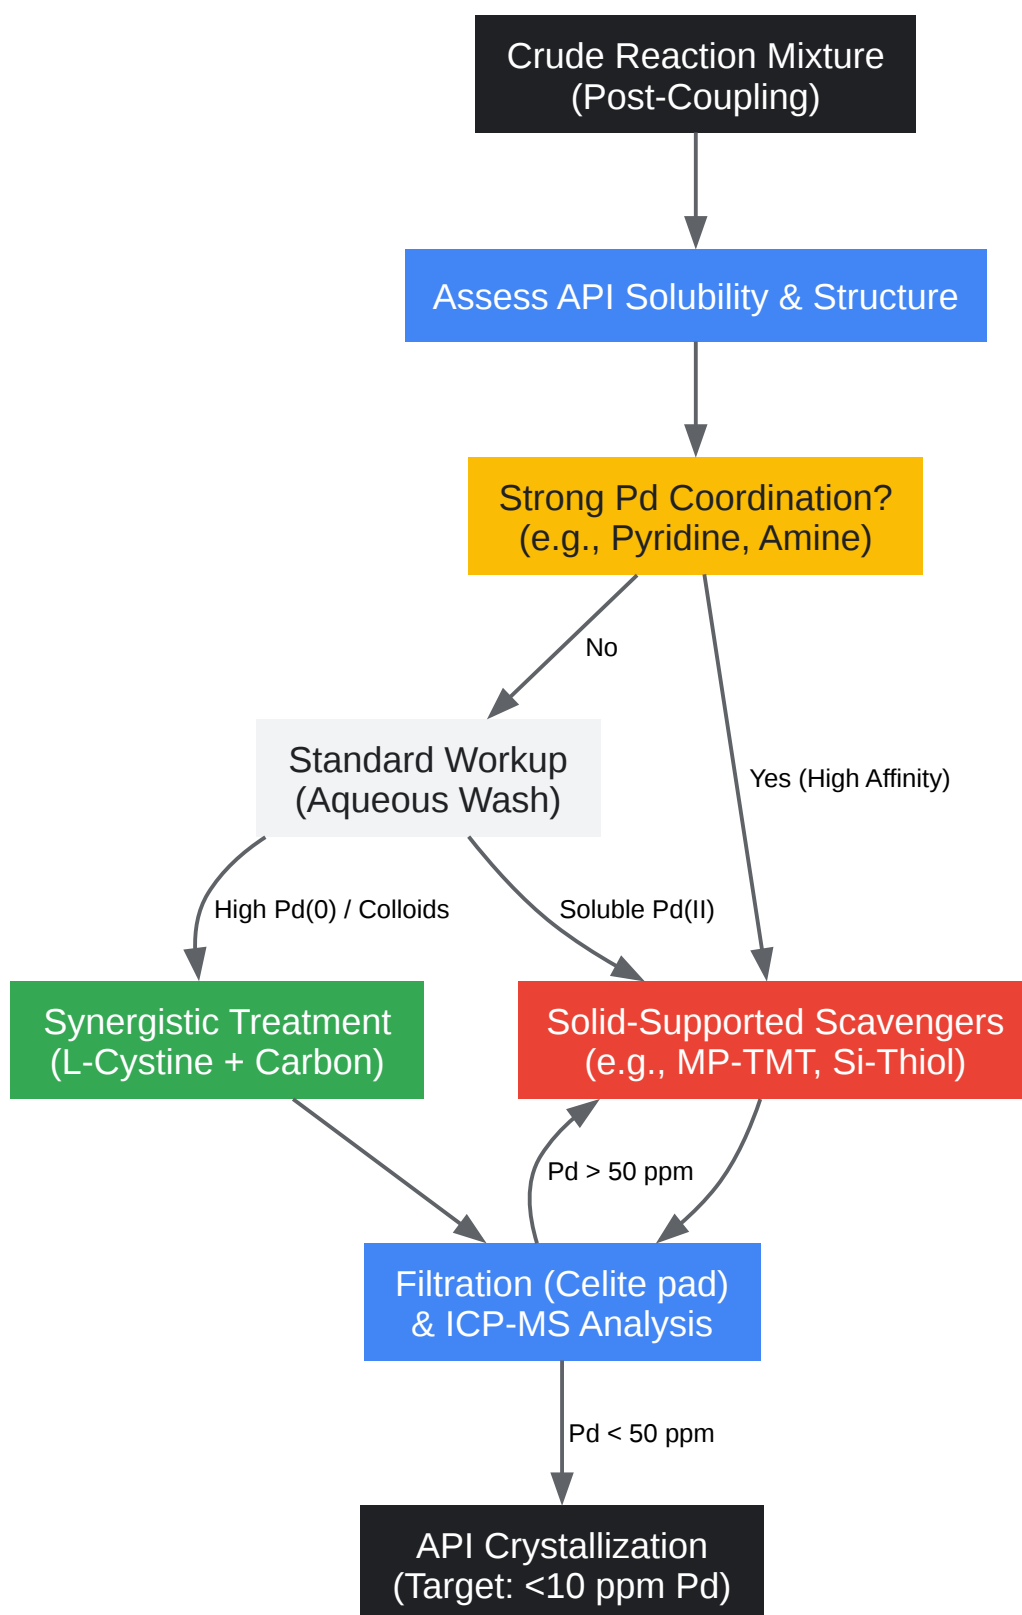 Crude Reaction Mixture
(Post-Coupling)
Assess API Solubility & Structure
Strong Pd Coordination?
(e.g., Pyridine, Amine)
No
Standard Workup
(Aqueous Wash)
Yes (High Affinity)
High Pd(0) / Colloids
Soluble Pd(II)
Synergistic Treatment
(L-Cystine + Carbon)
Solid-Supported Scavengers
(e.g., MP-TMT, Si-Thiol)
Pd > 50 ppm
Filtration (Celite pad)
& ICP-MS Analysis
Pd < 50 ppm
API Crystallization
(Target: <10 ppm Pd)